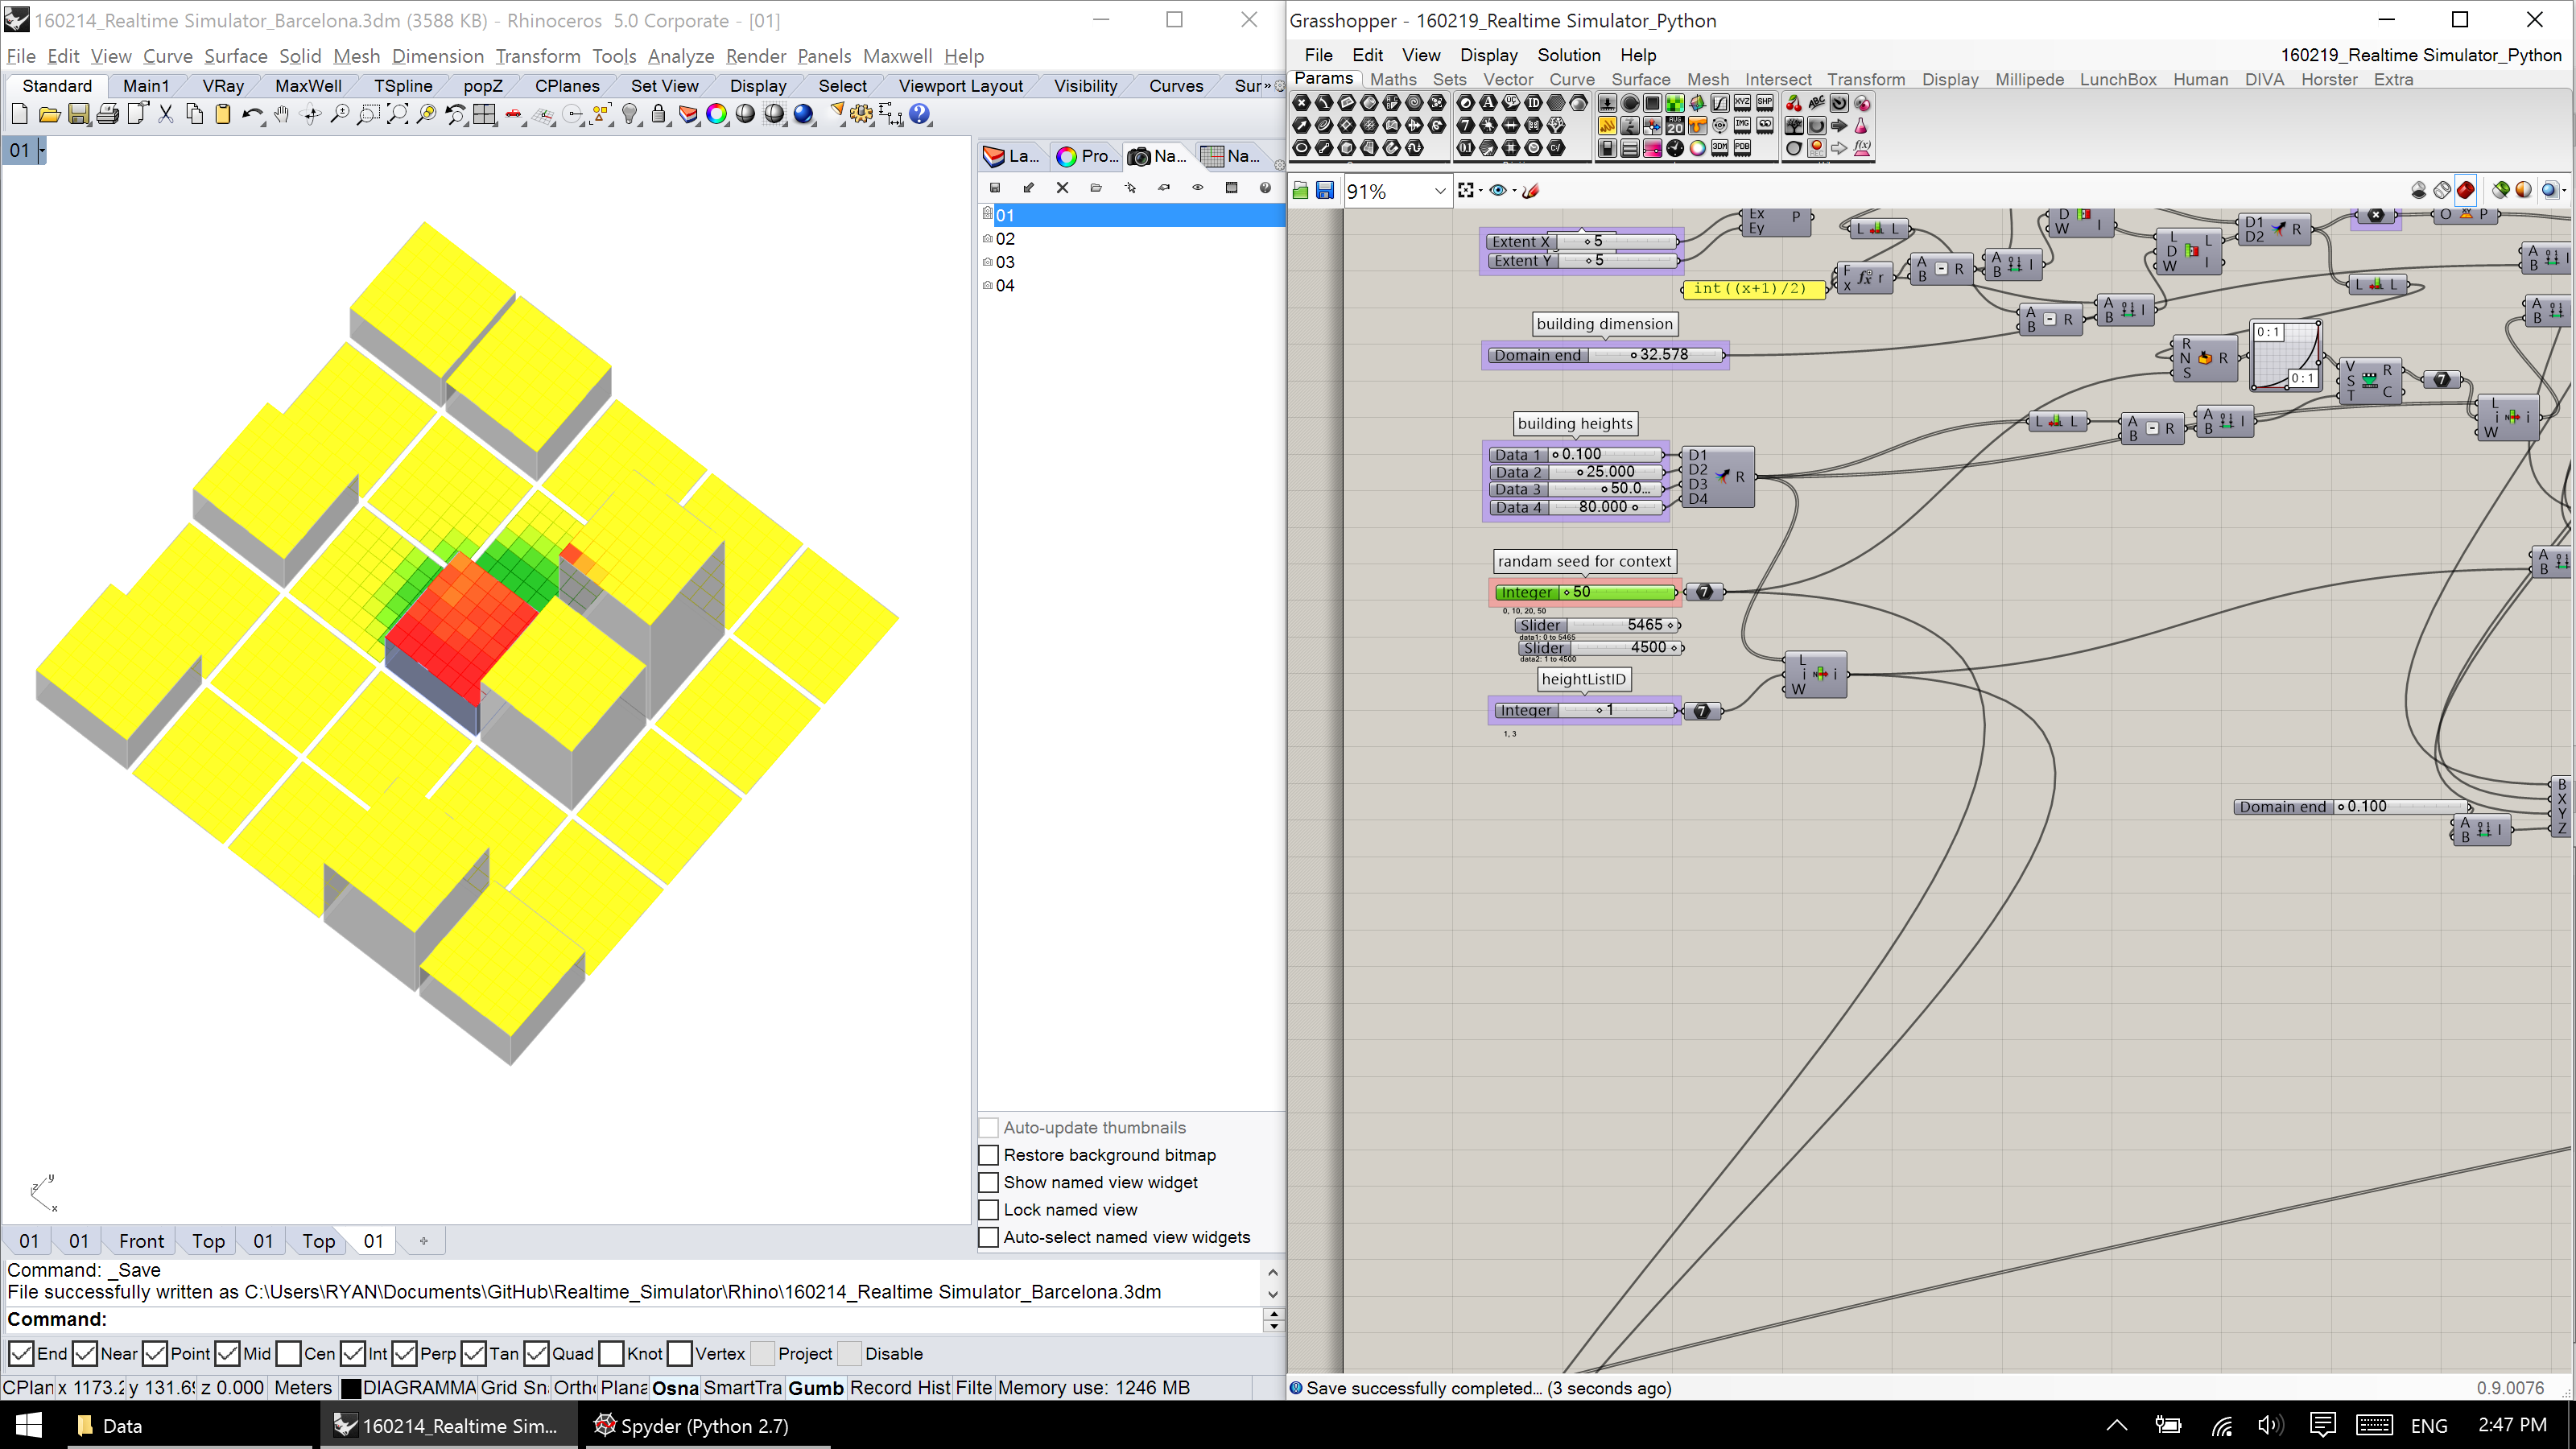 160214_Realtime Simulator_Barcelona.3dm (3588 KB) - Rhinoceros  5.0 Corporate - [01]
File Edit View Curve Surface Solid Mesh Dimension Transform Tools Analyze Render Panels Maxwell Help
Standard Main1 VRay MaxWell TSpline popZ CPlanes Set View Display Select Viewport Layout Visibility Curves Sur»
01
La... Pro... Na... Na...
01
02
03
04
Auto-update thumbnails
Restore background bitmap
Show named view widget
Lock named view
Auto-select named view widgets
z y
x
01 01 Front Top 01 Top 01
Command: _Save
File successfully written as C:\Users\RYAN\Documents\GitHub\Realtime_Simulator\Rhino\160214_Realtime Simulator_Barcelona.3dm
Command:
End Near Point Mid Cen Int Perp Tan Quad Knot Vertex Project Disable
CPlan x 1173.2 y 131.69 z 0.000 Meters DIAGRAMMA Grid Sn Ortho Plana Osna SmartTra Gumb Record Hist Filte Memory use: 1246 MB
Grasshopper - 160219_Realtime Simulator_Python
File Edit View Display Solution Help
160219_Realtime Simulator_Python
Params Maths Sets Vector Curve Surface Mesh Intersect Transform Display Millipede LunchBox Human DIVA Horster Extra
91%
Extent X 5
Extent Y 5
Ex P
Ey
int((x+1)/2)
building dimension
Domain end 32.578
0:1
0:1
building heights
Data 1 0.100
Data 2 25.000
Data 3 50.0...
Data 4 80.000
D1
D2
D3
D4
R
randam seed for context
Integer 50
0, 10, 20, 50
Slider 5465
data1: 0 to 5465
Slider 4500
data2: 1 to 4500
heightListID
Integer 1
1, 3
L
i i
W
Domain end 0.100
B
X
Y
Z
Save successfully completed... (3 seconds ago)
0.9.0076
Data
160214_Realtime Sim...
Spyder (Python 2.7)
ENG
2:47 PM